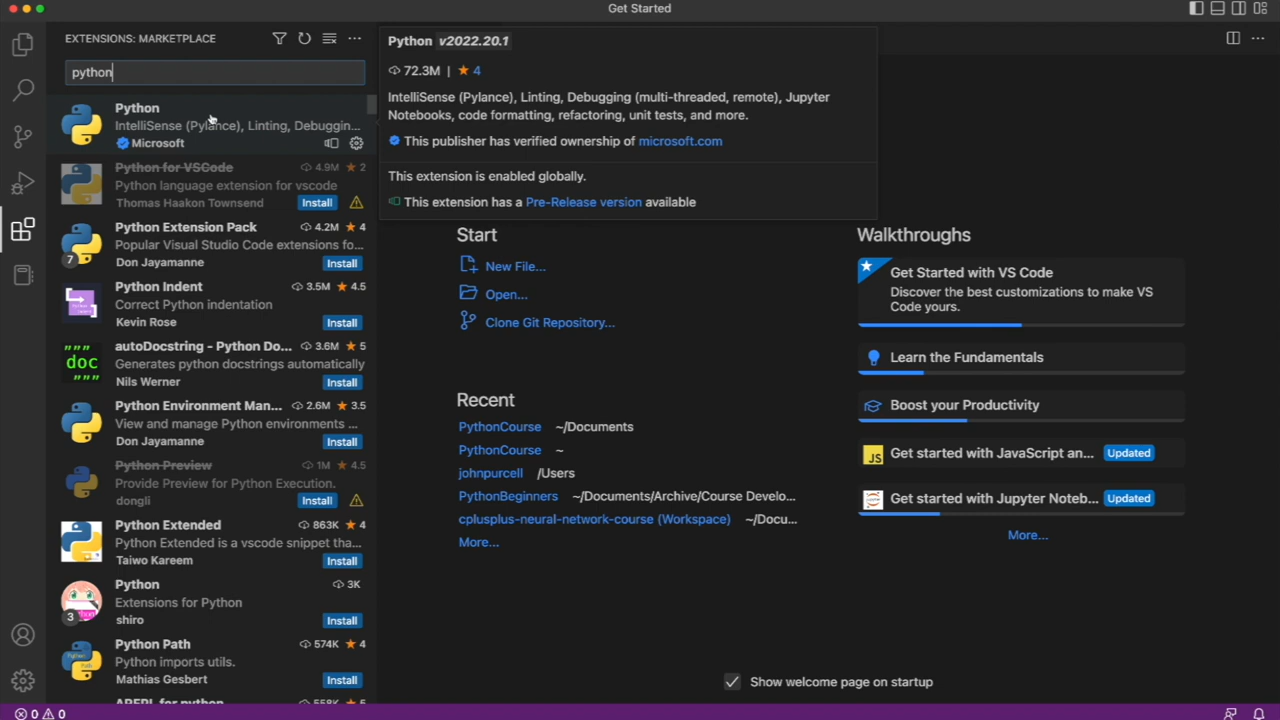 Get Started
EXTENSIONS: MARKETPLACE
python
Python
IntelliSense (Pylance), Linting, Debuggin...
Microsoft
Python for VSCode 4.9M 2
Python language extension for vscode
Thomas Haakon Townsend Install
Python Extension Pack 4.2M 4
Popular Visual Studio Code extensions fo...
7
Don Jayamanne Install
Python Indent 3.5M 4.5
Correct Python indentation
Kevin Rose Install
""" doc """
autoDocstring - Python Do... 3.6M 5
Generates python docstrings automatically
Nils Werner Install
Python Environment Man... 2.6M 3.5
View and manage Python environments ...
Don Jayamanne Install
Python Preview 1M 4.5
Provide Preview for Python Execution.
dongli Install
Python Extended 863K 4
Python Extended is a vscode snippet tha...
Taiwo Kareem Install
Python 3K
Extensions for Python
3
shiro Install
Python Path 574K 4
Python imports utils.
Mathias Gesbert Install
AREPL for python 558K 5
Python v2022.20.1
72.3M | 4
IntelliSense (Pylance), Linting, Debugging (multi-threaded, remote), Jupyter
Notebooks, code formatting, refactoring, unit tests, and more.
This publisher has verified ownership of microsoft.com
This extension is enabled globally.
This extension has a Pre-Release version available
Start
New File...
Open...
Clone Git Repository...
Recent
PythonCourse ~/Documents
PythonCourse ~
johnpurcell /Users
PythonBeginners ~/Documents/Archive/Course Develo...
cplusplus-neural-network-course (Workspace) ~/Docu...
More...
Walkthroughs
Get Started with VS Code
Discover the best customizations to make VS
Code yours.
Learn the Fundamentals
Boost your Productivity
JS Get started with JavaScript an... Updated
Get started with Jupyter Noteb... Updated
More...
Show welcome page on startup
0 0